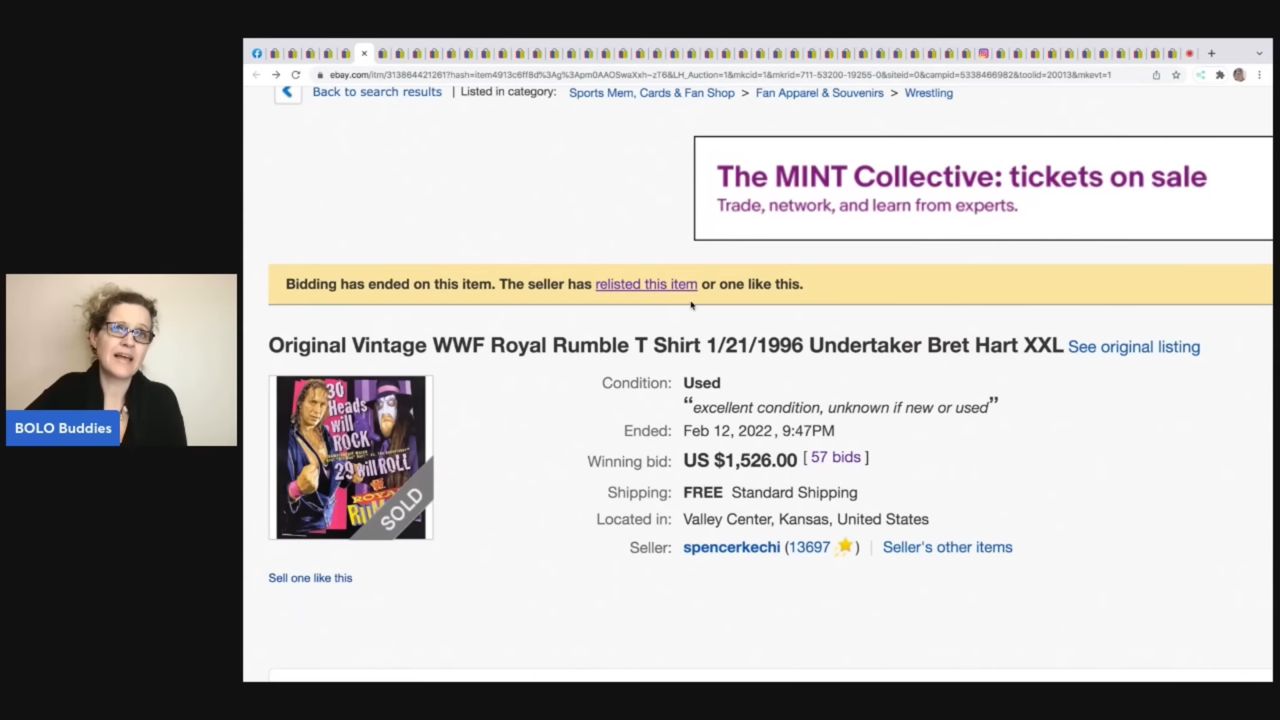 ebay.com/itm/313864421261?hash=item4913c6ff8d%3Ag%3Apm0AAOSwaXxh~zT6&LH_Auction=1&mkcid=1&mkrid=711-53200-19255-0&siteid=0&campid=5338466982&toolid=20013&mkevt=1
Back to search results | Listed in category: Sports Mem, Cards & Fan Shop > Fan Apparel & Souvenirs > Wrestling
The MINT Collective: tickets on sale
Trade, network, and learn from experts.
Bidding has ended on this item. The seller has relisted this item or one like this.
Original Vintage WWF Royal Rumble T Shirt 1/21/1996 Undertaker Bret Hart XXL See original listing
30
Heads
will
ROCK
29 will ROLL
ROYAL
SOLD
Condition: Used
“excellent condition, unknown if new or used”
Ended: Feb 12, 2022 , 9:47PM
Winning bid: US $1,526.00 [ 57 bids ]
Shipping: FREE Standard Shipping
Located in: Valley Center, Kansas, United States
Seller: spencerkechi (13697 ) | Seller's other items
Sell one like this
BOLO Buddies